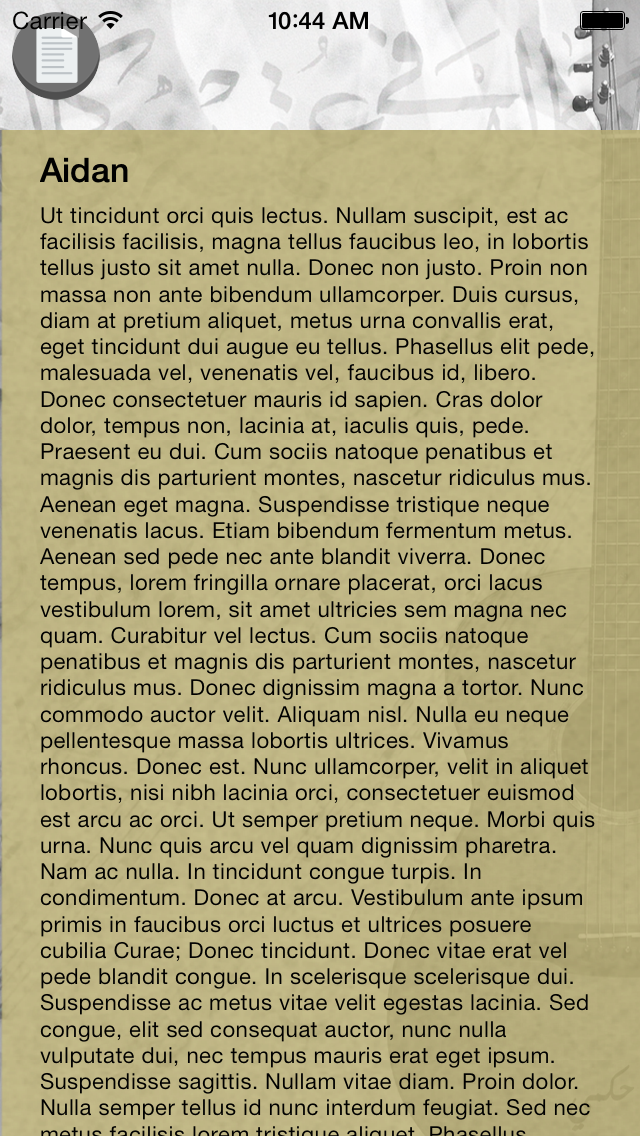 Carrier 10:44 AM
Aidan
Ut tincidunt orci quis lectus. Nullam suscipit, est ac
facilisis facilisis, magna tellus faucibus leo, in lobortis
tellus justo sit amet nulla. Donec non justo. Proin non
massa non ante bibendum ullamcorper. Duis cursus,
diam at pretium aliquet, metus urna convallis erat,
eget tincidunt dui augue eu tellus. Phasellus elit pede,
malesuada vel, venenatis vel, faucibus id, libero.
Donec consectetuer mauris id sapien. Cras dolor
dolor, tempus non, lacinia at, iaculis quis, pede.
Praesent eu dui. Cum sociis natoque penatibus et
magnis dis parturient montes, nascetur ridiculus mus.
Aenean eget magna. Suspendisse tristique neque
venenatis lacus. Etiam bibendum fermentum metus.
Aenean sed pede nec ante blandit viverra. Donec
tempus, lorem fringilla ornare placerat, orci lacus
vestibulum lorem, sit amet ultricies sem magna nec
quam. Curabitur vel lectus. Cum sociis natoque
penatibus et magnis dis parturient montes, nascetur
ridiculus mus. Donec dignissim magna a tortor. Nunc
commodo auctor velit. Aliquam nisl. Nulla eu neque
pellentesque massa lobortis ultrices. Vivamus
rhoncus. Donec est. Nunc ullamcorper, velit in aliquet
lobortis, nisi nibh lacinia orci, consectetuer euismod
est arcu ac orci. Ut semper pretium neque. Morbi quis
urna. Nunc quis arcu vel quam dignissim pharetra.
Nam ac nulla. In tincidunt congue turpis. In
condimentum. Donec at arcu. Vestibulum ante ipsum
primis in faucibus orci luctus et ultrices posuere
cubilia Curae; Donec tincidunt. Donec vitae erat vel
pede blandit congue. In scelerisque scelerisque dui.
Suspendisse ac metus vitae velit egestas lacinia. Sed
congue, elit sed consequat auctor, nunc nulla
vulputate dui, nec tempus mauris erat eget ipsum.
Suspendisse sagittis. Nullam vitae diam. Proin dolor.
Nulla semper tellus id nunc interdum feugiat. Sed nec
metus facilisis lorem tristique aliquet. Phasellus